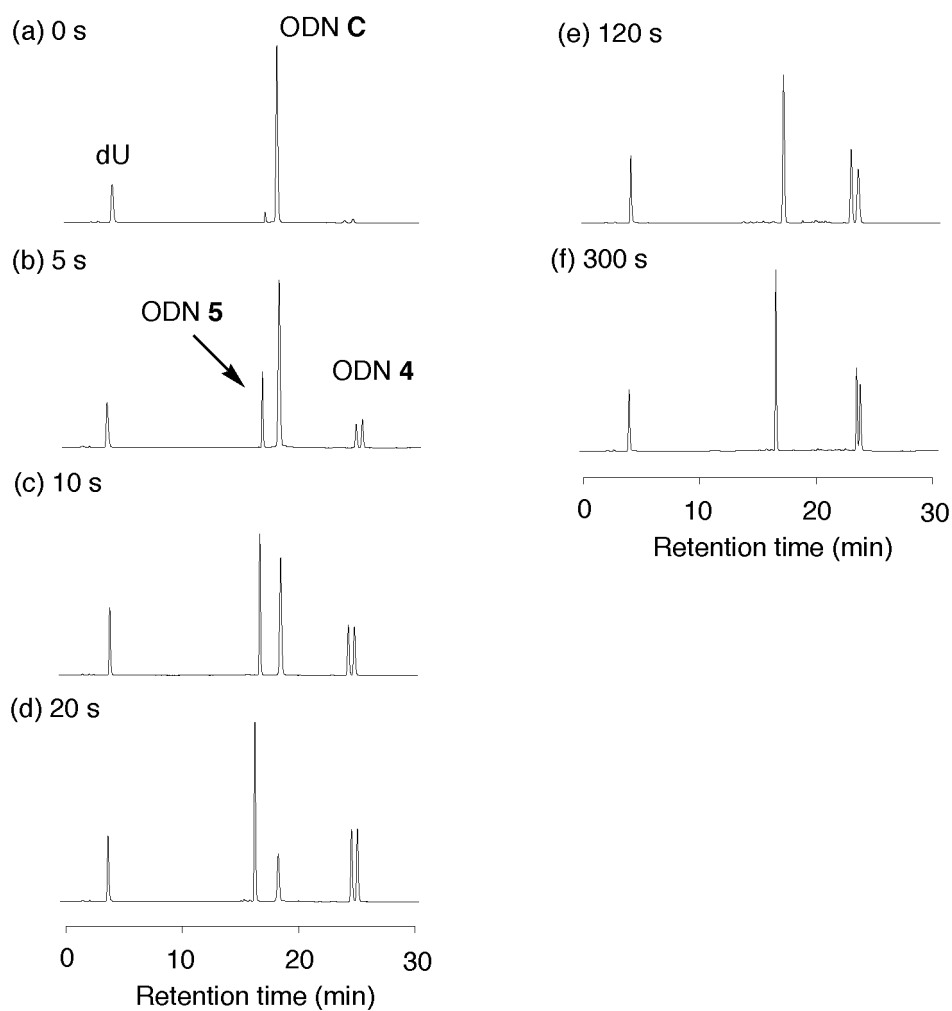 (a) 0 s
ODN C
dU
(b) 5 s
ODN 5
ODN 4
(c) 10 s
(d) 20 s
0 10 20 30
Retention time (min)
(e) 120 s
(f) 300 s
0 10 20 30
Retention time (min)